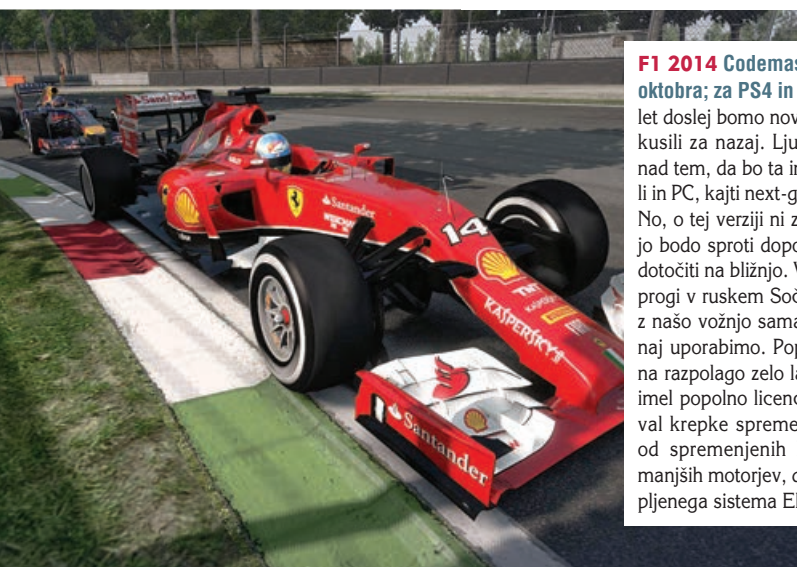 Santander
Santander
14
TNT
KASPERSKY
Santander
F1 2014 Codemas
oktobra; za PS4 in
let doslej bomo nov
kusili za nazaj. Lju
nad tem, da bo ta i
li in PC, kajti next-g
No, o tej verziji ni z
jo bodo sproti dopo
dotočiti na bližnjo. V
progi v ruskem Soč
z našo vožnjo sama
naj uporabimo. Pop
na razpolago zelo la
imel popolno licenc
val krepke spreme
od spremenjenih
manjših motorjev, 
pljenega sistema E